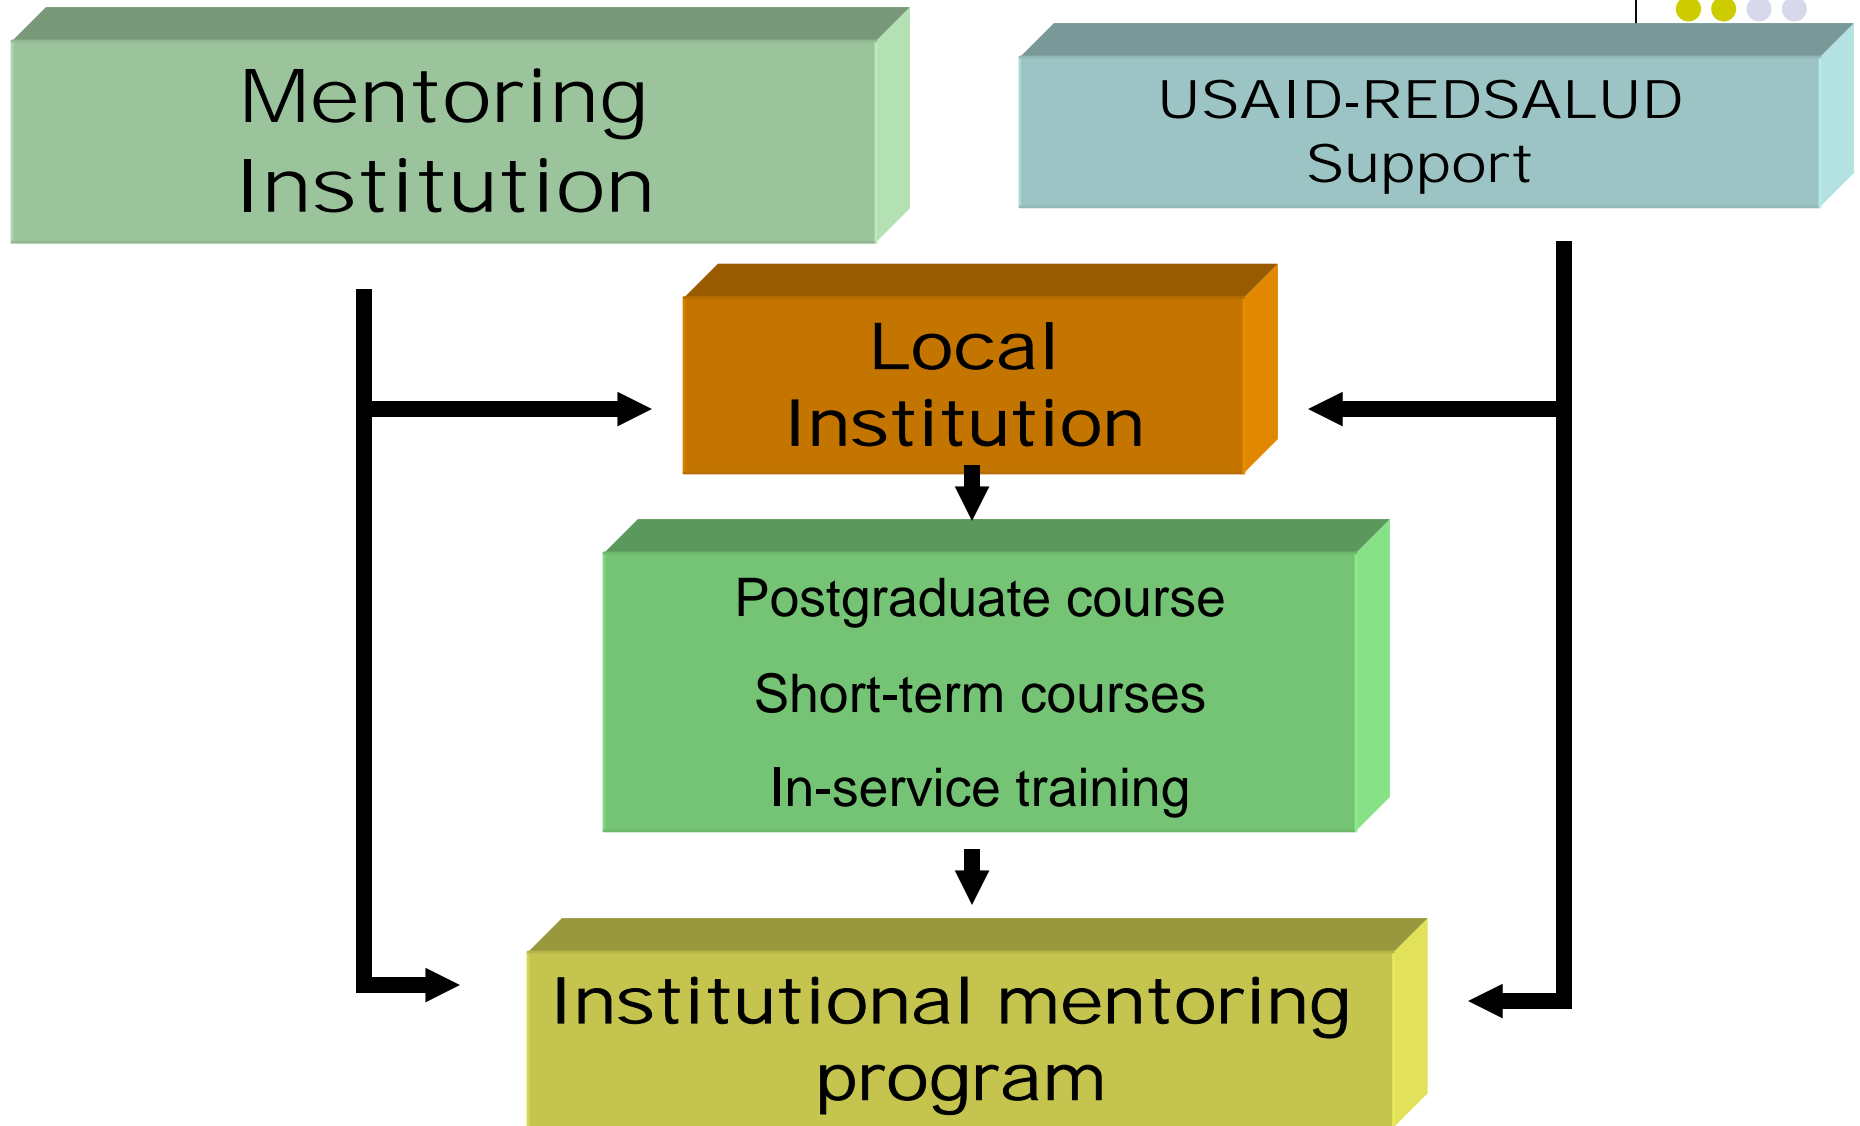 Mentoring
Institution
USAID-REDSALUD
Support
Local
Institution
Postgraduate course
Short-term courses
In-service training
Institutional mentoring
program